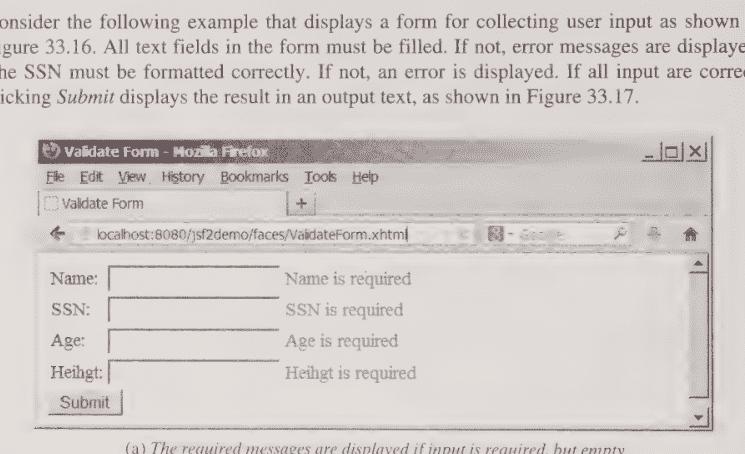 onsider the following example that displays a form for collecting user input as shown
igure 33.16. All text fields in the form must be filled. If not, error messages are displaye
he SSN must be formatted correctly. If not, an error is displayed. If all input are correc
icking Submit displays the result in an output text, as shown in Figure 33.17.
Validate Form - Mozilla Firefox
File Edit View History Bookmarks Tools Help
Validate Form +
localhost:8080/jsf2demo/faces/ValidateForm.xhtml
Name: Name is required
SSN: SSN is required
Age: Age is required
Heihgt: Heihgt is required
Submit
(a) The required messages are displayed if input is required, but empty